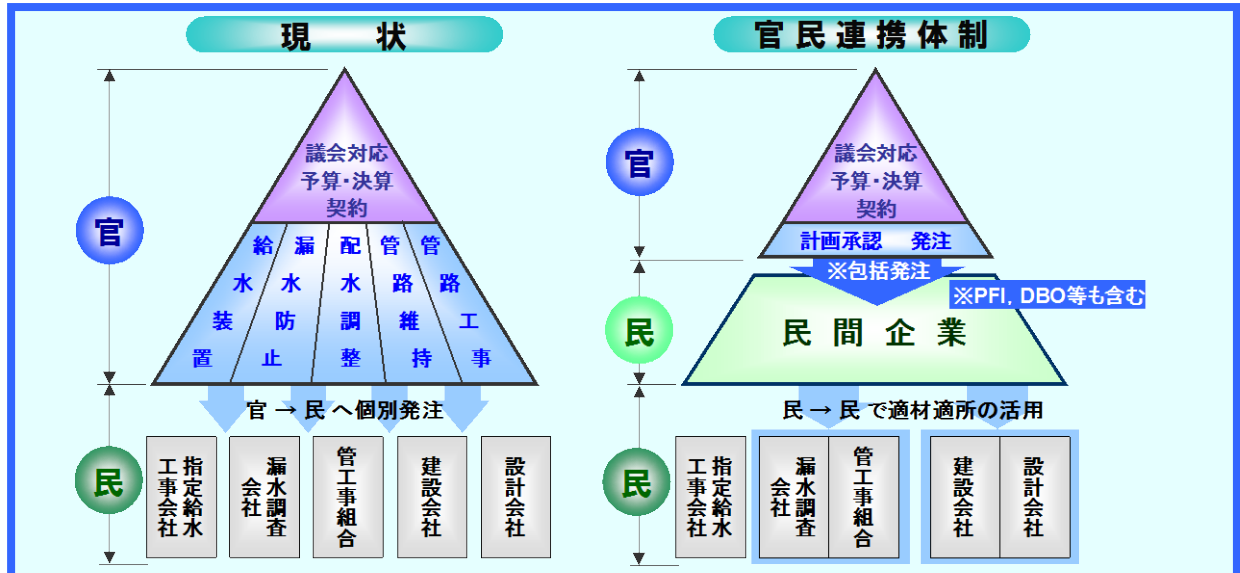 現 状
官
議会対応
予算・決算
契約
給水装置
漏水防止
配水調整
管路維持
管路工事
官 → 民 へ個別発注
民
指定給水
工事会社
漏水調査
会社
管工事組合
建設会社
設計会社
官民連携体制
官
議会対応
予算・決算
契約
計画承認 発注
※包括発注
※PFI, DBO等も含む
民
民間企業
民 → 民 で適材適所の活用
民
指定給水
工事会社
漏水調査
会社
管工事組合
建設会社
設計会社